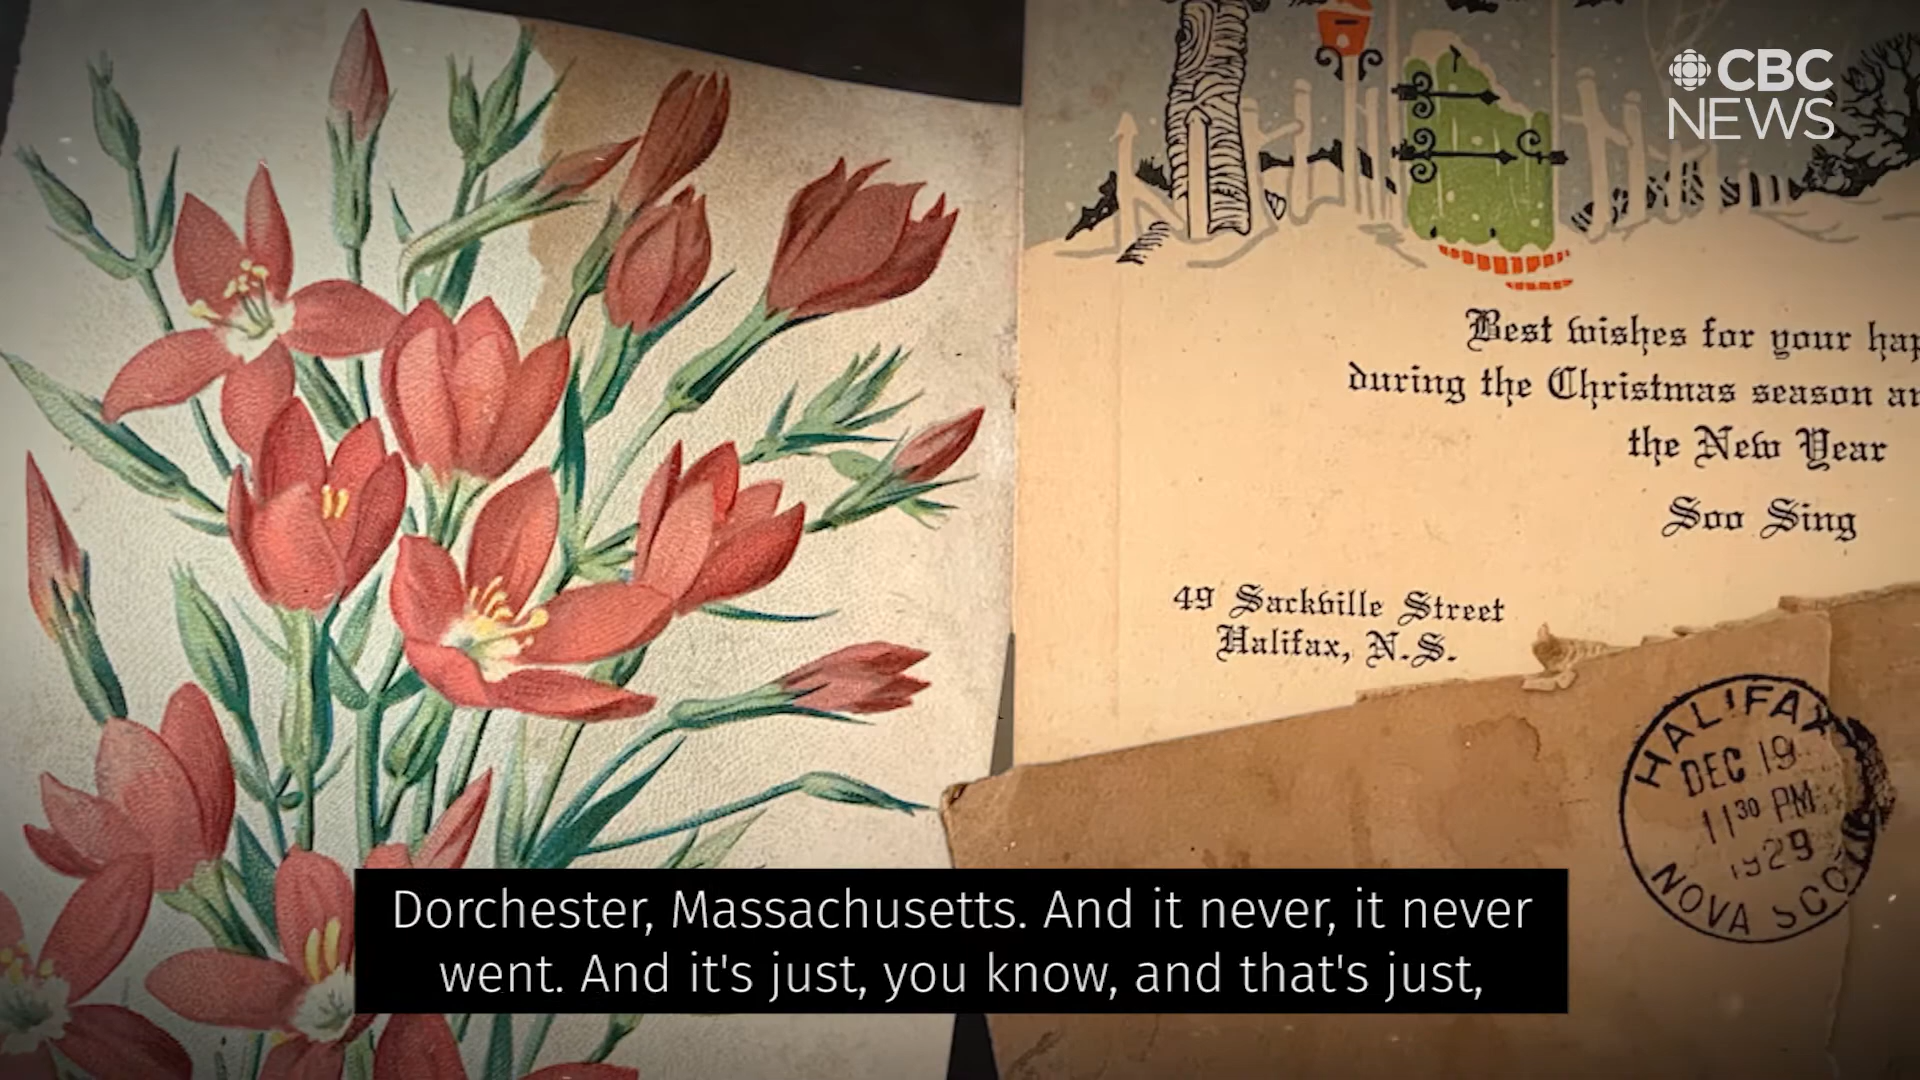 CBC
NEWS
Best wishes for your
during the Christmas season
the New Year
Soo Sing
49 Sackville Street
Halifax, N.S.
HALIFAX
DEC 19
11 30 PM
1929
NOVA SCO
Dorchester, Massachusetts. And it never, it never
went. And it's just, you know, and that's just,